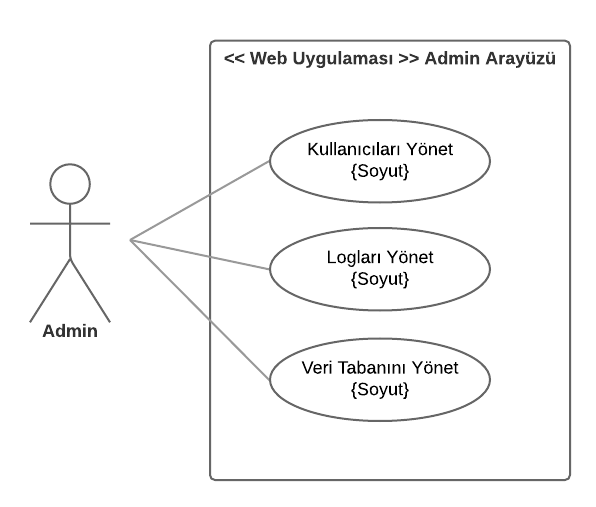 << Web Uygulaması >> Admin Arayüzü
Kullanıcıları Yönet
{Soyut}
Logları Yönet
{Soyut}
Admin
Veri Tabanını Yönet
{Soyut}